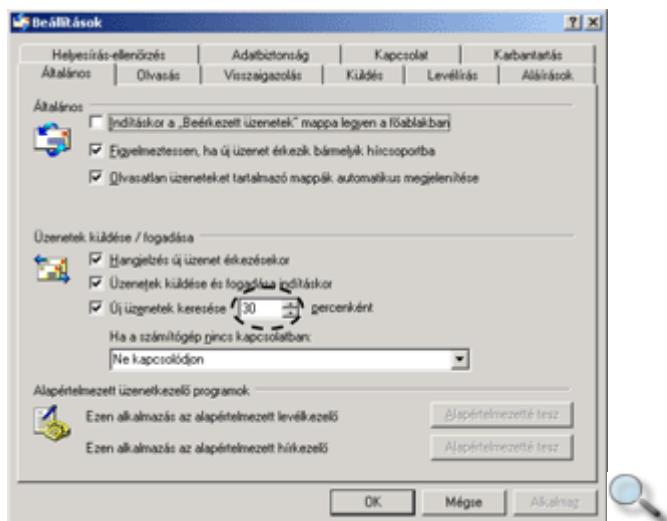 Beállítások
Helyesírás-ellenőrzés Adatbiztonság Kapcsolat Karbantartás
Általános Olvasás Visszaigazolás Küldés Levélírás Aláírások
Általános
Indításkor a „Beérkezett üzenetek" mappa legyen a főablakban
Figyelmeztessen, ha új üzenet érkezik bármelyik hírcsoportba
Olvasatlan üzeneteket tartalmazó mappák automatikus megjelenítése
Üzenetek küldése / fogadása
Hangjelzés új üzenet érkezésekor
Üzenetek küldése és fogadása indításkor
Új üzenetek keresése 30 percenként
Ha a számítógép nincs kapcsolatban:
Ne kapcsolódjon
Alapértelmezett üzenetkezelő programok
Ezen alkalmazás az alapértelmezett levélkezelő Alapértelmezetté tesz
Ezen alkalmazás az alapértelmezett hírkezelő Alapértelmezetté tesz
OK Mégse Alkalmaz